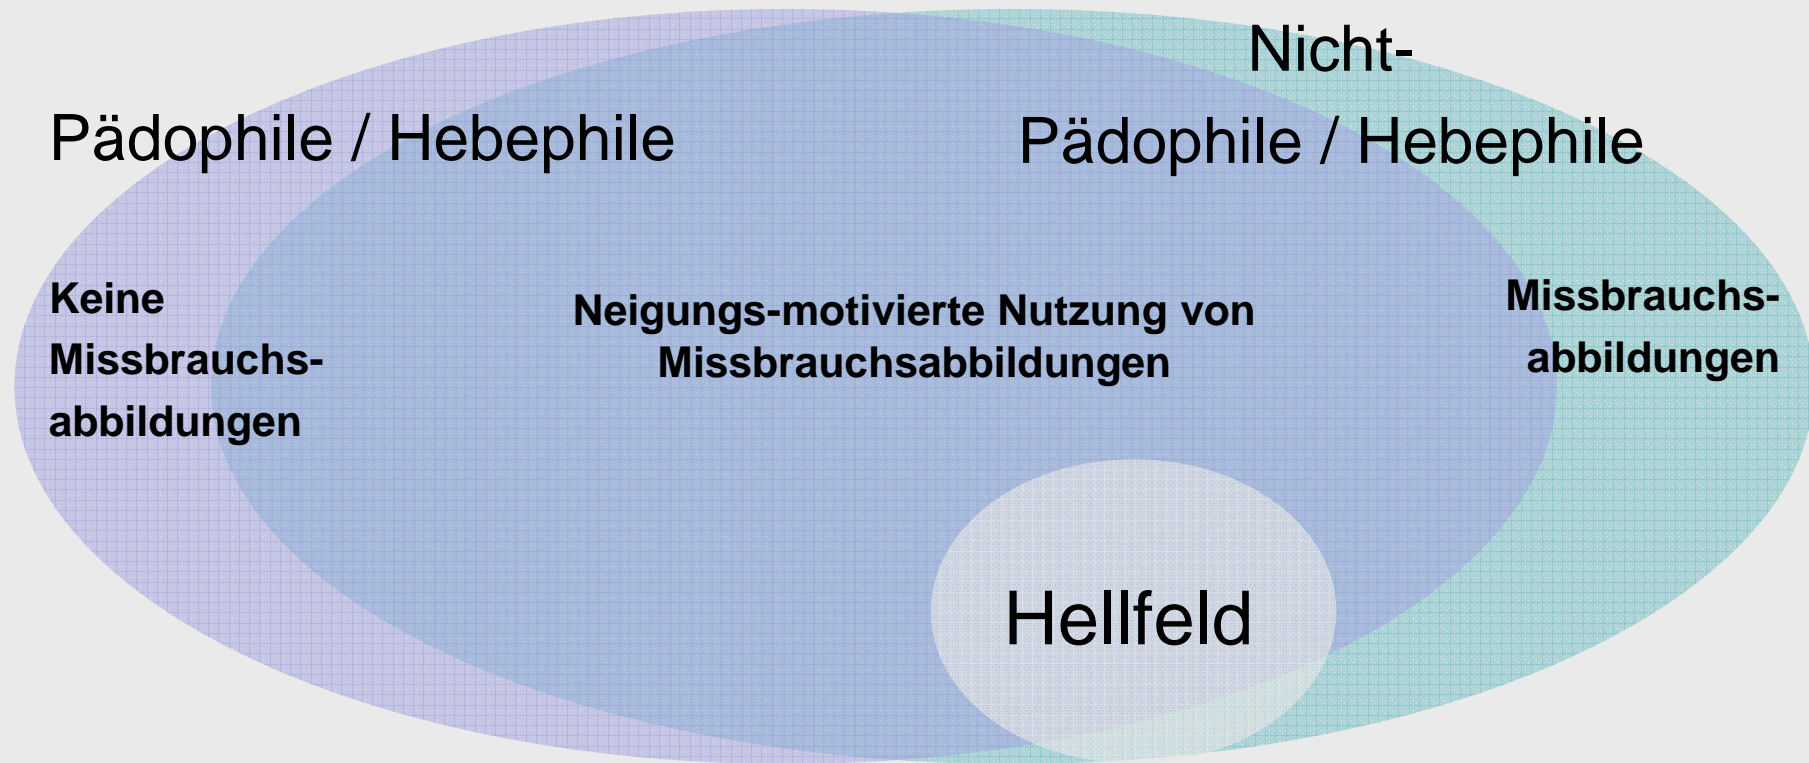 Nicht-
Pädophile / Hebephile
Pädophile / Hebephile
Keine
Missbrauchs-
abbildungen
Neigungs-motivierte Nutzung von
Missbrauchsabbildungen
Missbrauchs-
abbildungen
Hellfeld